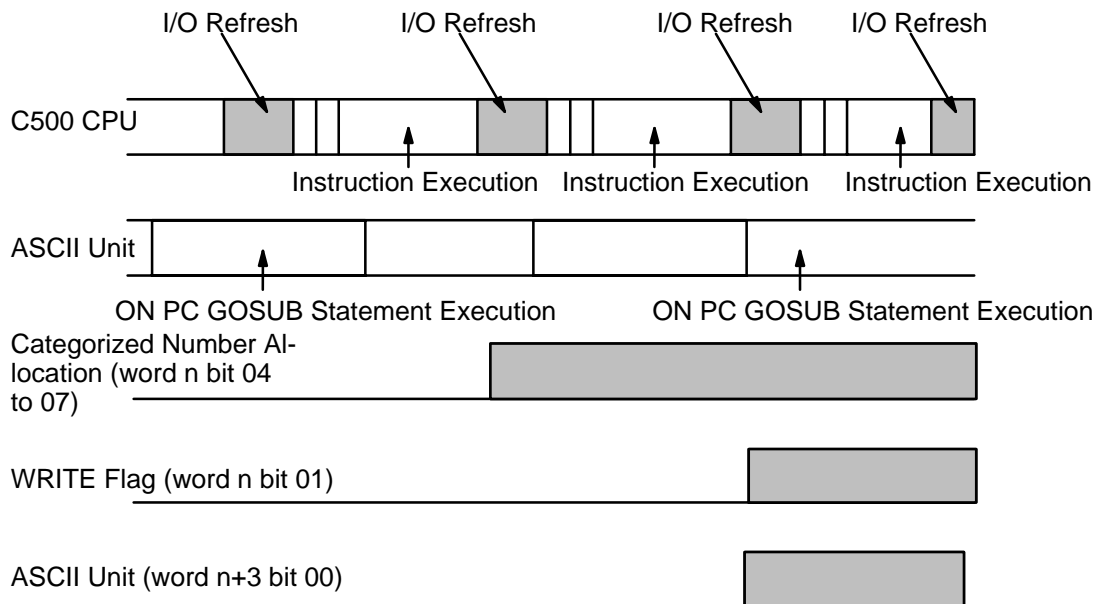 I/O Refresh I/O Refresh I/O Refresh I/O Refresh
C500 CPU
Instruction Execution Instruction Execution Instruction Execution
ASCII Unit
ON PC GOSUB Statement Execution ON PC GOSUB Statement Execution
Categorized Number Al-
location (word n bit 04
to 07)
WRITE Flag (word n bit 01)
ASCII Unit (word n+3 bit 00)